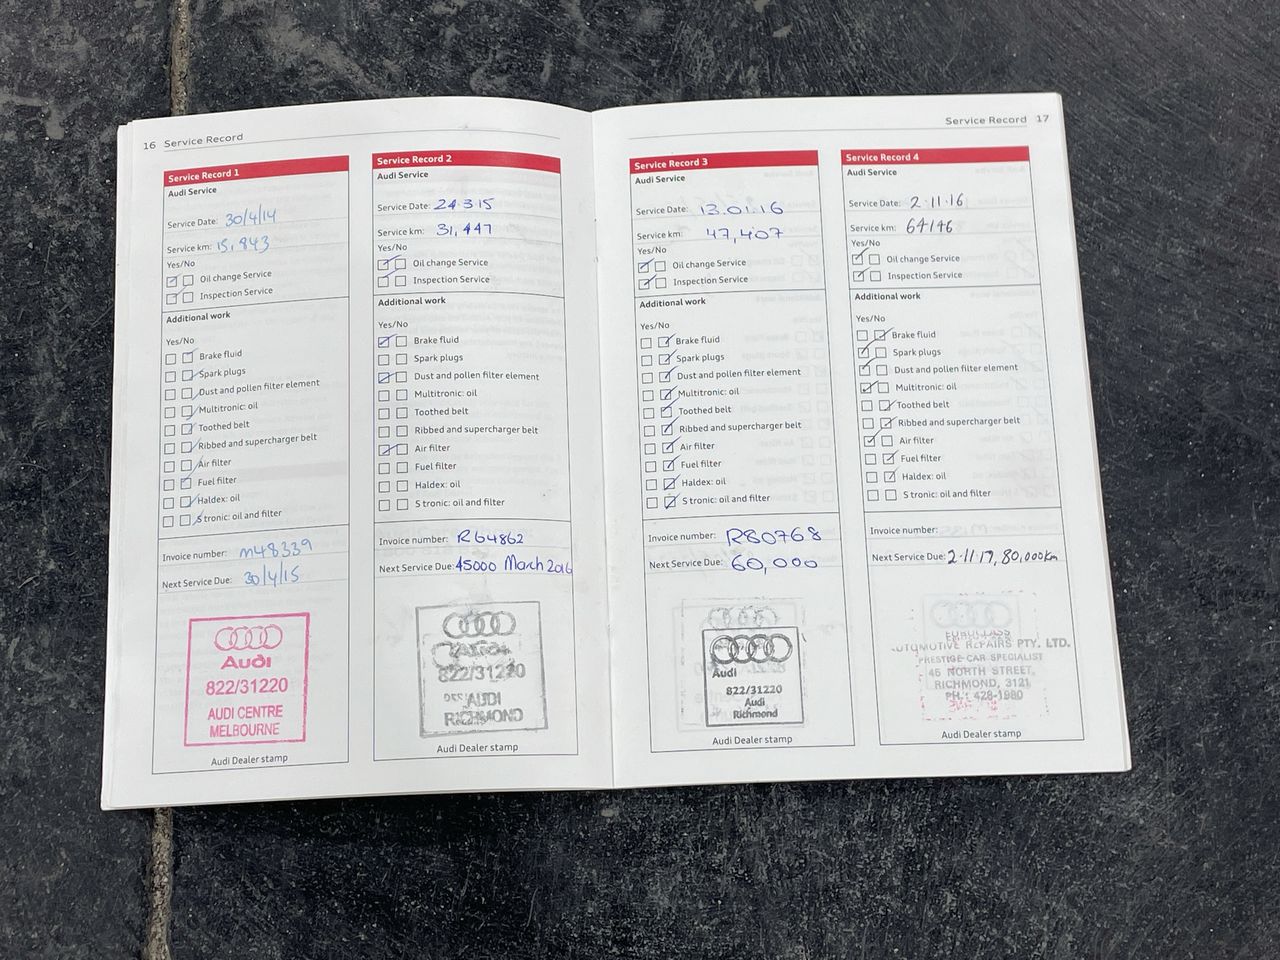 16 Service Record
Service Record 1
Audi Service
Service Date: 30/4/14
Service km: 15,843
Yes/No
Oil change Service
Inspection Service
Additional work
Yes/No
Brake fluid
Spark plugs
Dust and pollen filter element
Multitronic: oil
Toothed belt
Ribbed and supercharger belt
Air filter
Fuel filter
Haldex: oil
S tronic: oil and filter
Invoice number: m48339
Next Service Due: 30/4/15
Audi
822/31220
AUDI CENTRE
MELBOURNE
Audi Dealer stamp
Service Record 2
Audi Service
Service Date: 24·3·15
Service km: 31,447
Yes/No
Oil change Service
Inspection Service
Additional work
Yes/No
Brake fluid
Spark plugs
Dust and pollen filter element
Multitronic: oil
Toothed belt
Ribbed and supercharger belt
Air filter
Fuel filter
Haldex: oil
S tronic: oil and filter
Invoice number: R64862
Next Service Due: 45000 March 2016
822/31220
AUDI
RICHMOND
Audi Dealer stamp
Service Record 17
Service Record 3
Audi Service
Service Date: 13.01.16
Service km: 47,407
Yes/No
Oil change Service
Inspection Service
Additional work
Yes/No
Brake fluid
Spark plugs
Dust and pollen filter element
Multitronic: oil
Toothed belt
Ribbed and supercharger belt
Air filter
Fuel filter
Haldex: oil
S tronic: oil and filter
Invoice number: R80768
Next Service Due: 60,000
Audi
822/31220
Audi
Richmond
Audi Dealer stamp
Service Record 4
Audi Service
Service Date: 2·11·16
Service km: 64146
Yes/No
Oil change Service
Inspection Service
Additional work
Yes/No
Brake fluid
Spark plugs
Dust and pollen filter element
Multitronic: oil
Toothed belt
Ribbed and supercharger belt
Air filter
Fuel filter
Haldex: oil
S tronic: oil and filter
Invoice number:
Next Service Due: 2·11·17, 80,000km
AUTOMOTIVE REPAIRS PTY. LTD.
PRESTIGE CAR SPECIALIST
45 NORTH STREET,
RICHMOND, 3121
PH: 428-1980
Audi Dealer stamp